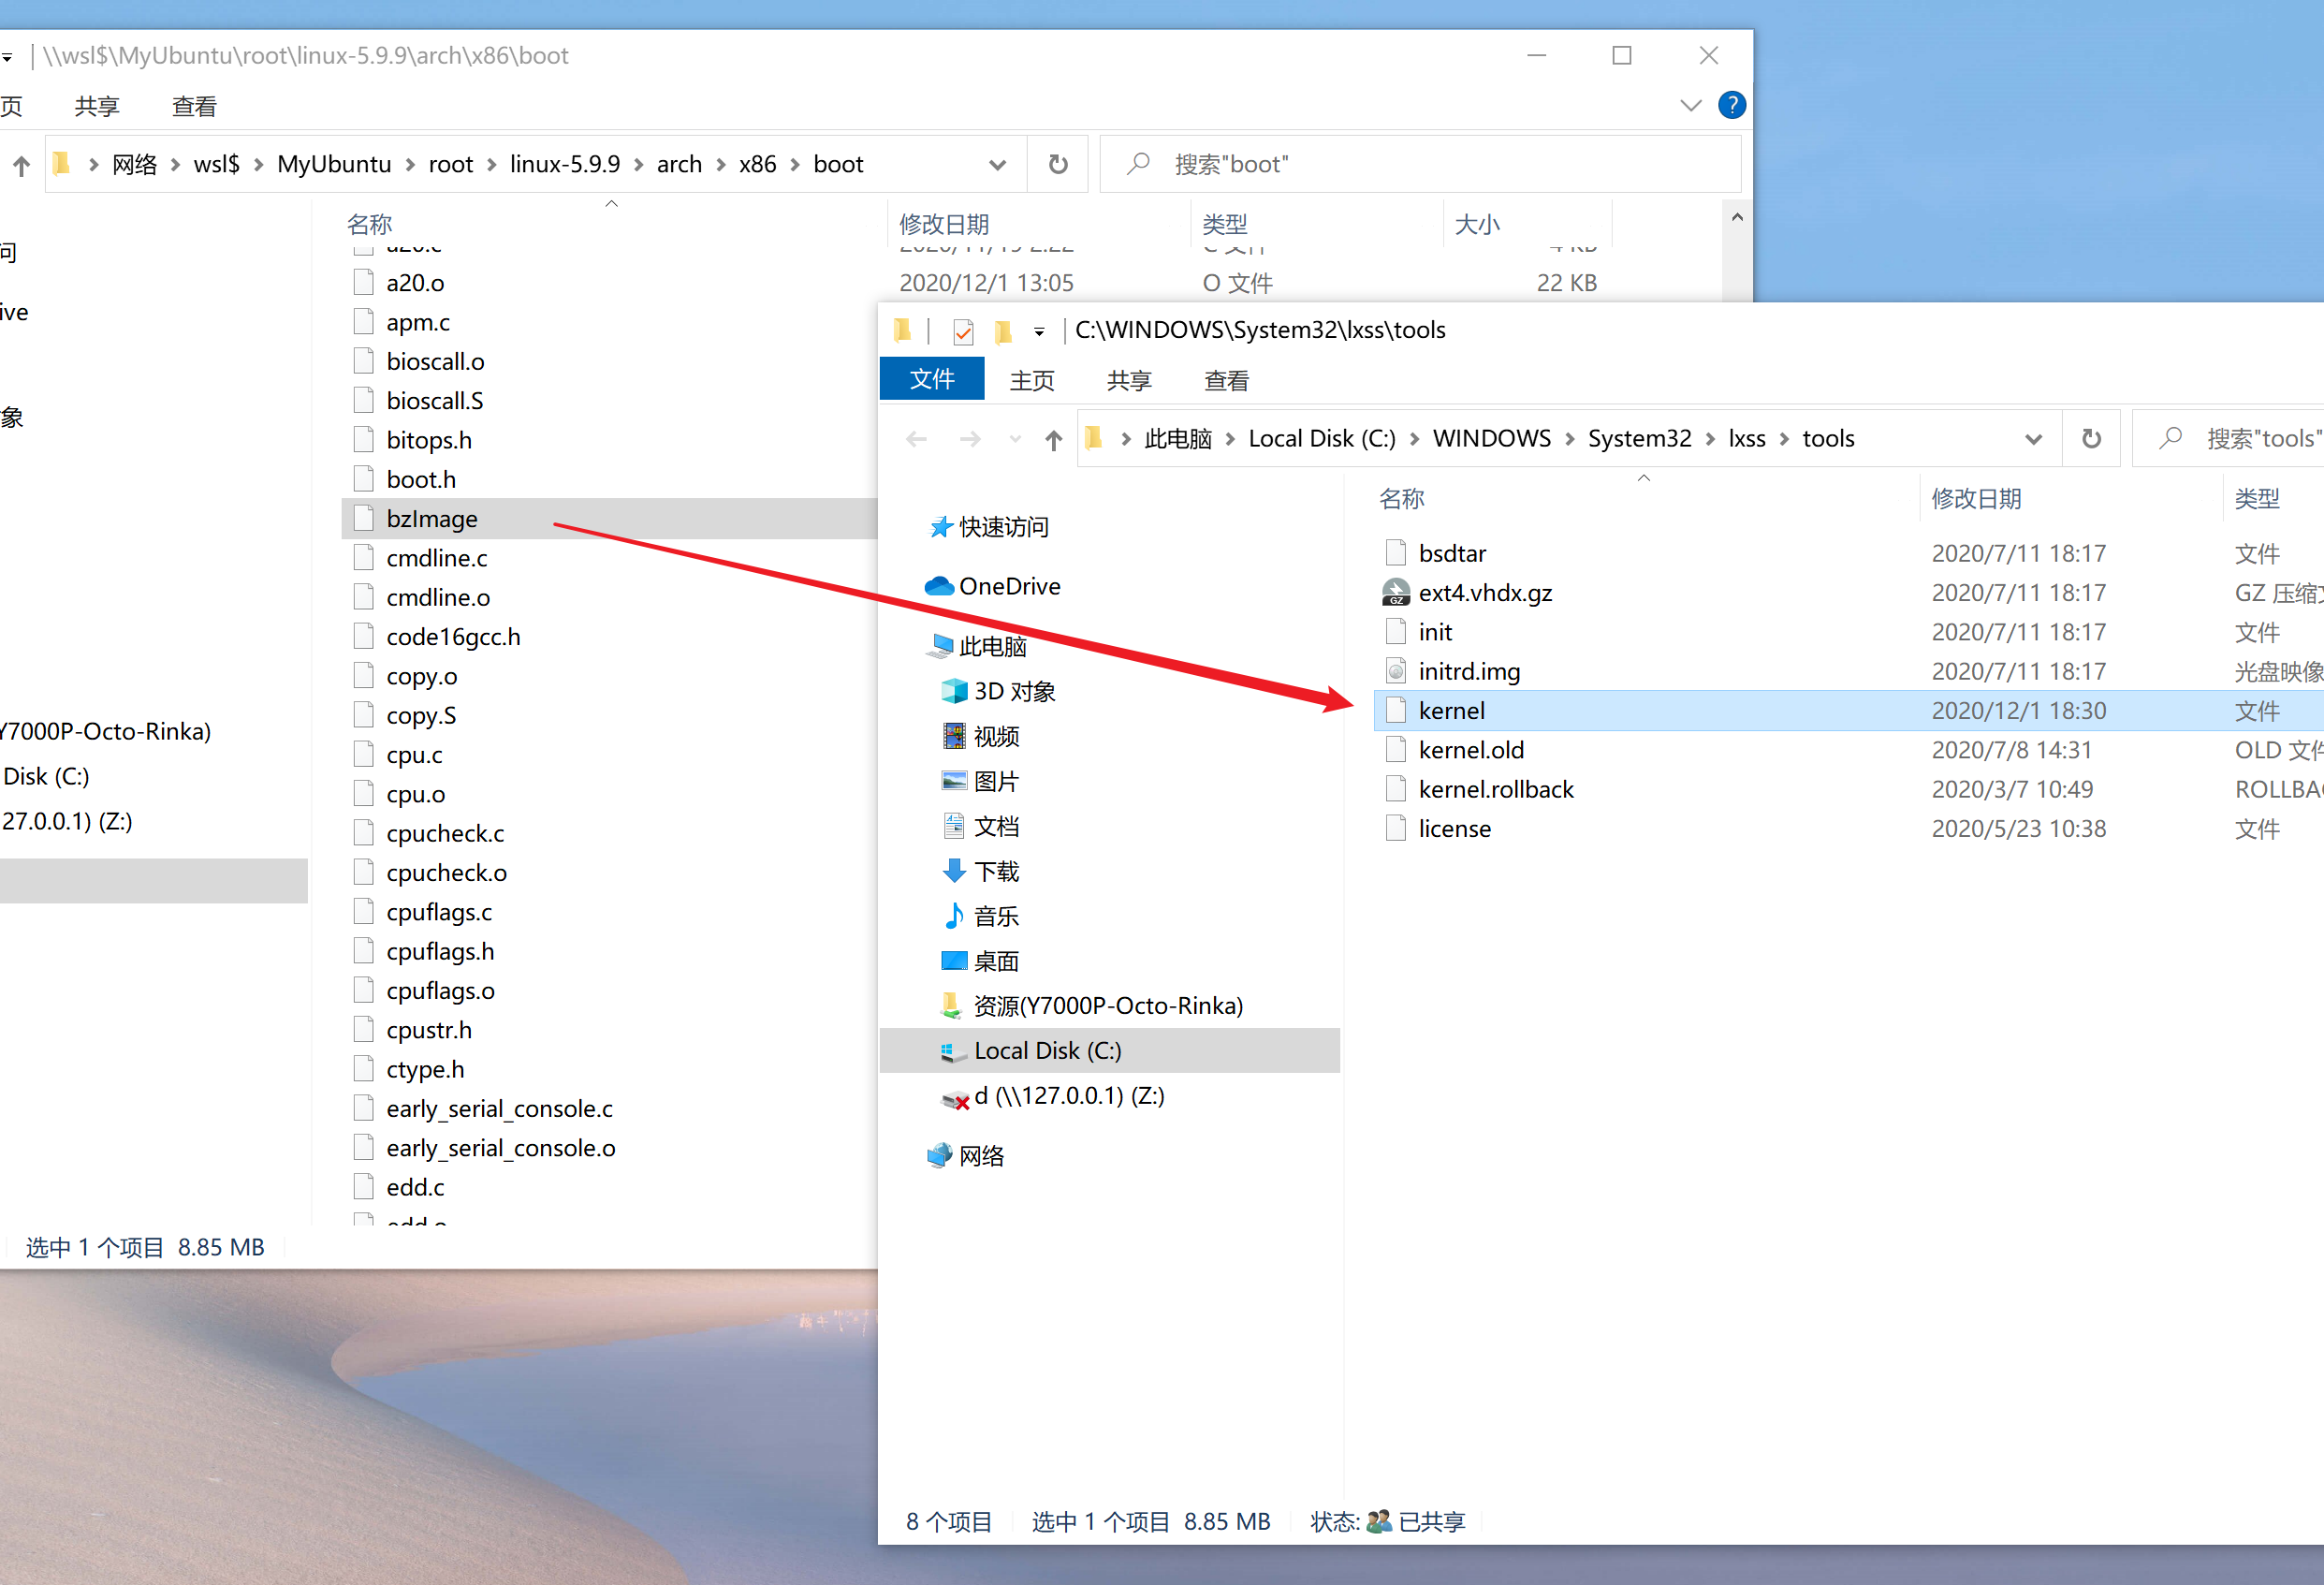 \\wsl$\MyUbuntu\root\linux-5.9.9\arch\x86\boot
页 共享 查看
网络 wsl$ MyUbuntu root linux-5.9.9 arch x86 boot
搜索"boot"
名称 修改日期 类型 大小
a20.o 2020/12/1 13:05 O 文件 22 KB
apm.c
bioscall.o
bioscall.S
bitops.h
boot.h
bzImage
cmdline.c
cmdline.o
code16gcc.h
copy.o
copy.S
cpu.c
cpu.o
cpucheck.c
cpucheck.o
cpuflags.c
cpuflags.h
cpuflags.o
cpustr.h
ctype.h
early_serial_console.c
early_serial_console.o
edd.c
edd.o
问
ive
象
Y7000P-Octo-Rinka)
Disk (C:)
27.0.0.1) (Z:)
选中 1 个项目 8.85 MB
C:\WINDOWS\System32\lxss\tools
文件 主页 共享 查看
此电脑 Local Disk (C:) WINDOWS System32 lxss tools
搜索"tools"
快速访问
OneDrive
此电脑
3D 对象
视频
图片
文档
下载
音乐
桌面
资源(Y7000P-Octo-Rinka)
Local Disk (C:)
d (\\127.0.0.1) (Z:)
网络
名称 修改日期 类型
bsdtar 2020/7/11 18:17 文件
ext4.vhdx.gz 2020/7/11 18:17 GZ 压缩
init 2020/7/11 18:17 文件
initrd.img 2020/7/11 18:17 光盘映像
kernel 2020/12/1 18:30 文件
kernel.old 2020/7/8 14:31 OLD 文件
kernel.rollback 2020/3/7 10:49 ROLLBA
license 2020/5/23 10:38 文件
8 个项目 选中 1 个项目 8.85 MB 状态: 已共享